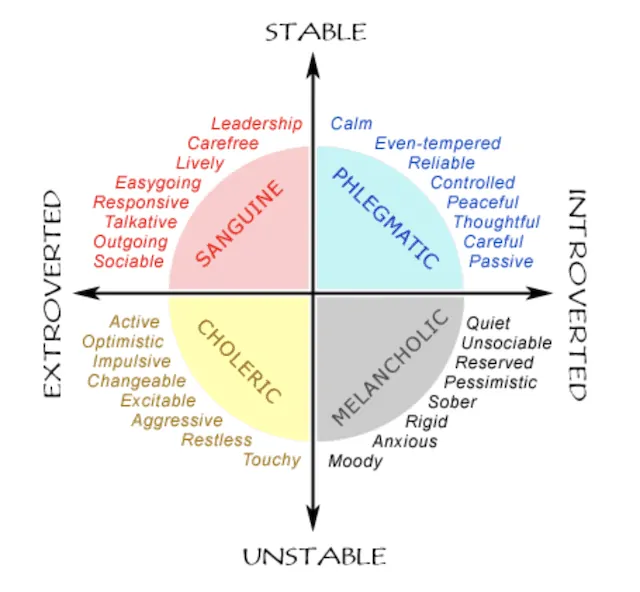 STABLE
Leadership
Carefree
Lively
Easygoing
Responsive
Talkative
Outgoing
Sociable
SANGUINE
Calm
Even-tempered
Reliable
Controlled
Peaceful
Thoughtful
Careful
Passive
PHLEGMATIC
EXTROVERTED
INTROVERTED
Active
Optimistic
Impulsive
Changeable
Excitable
Aggressive
Restless
Touchy
CHOLERIC
Quiet
Unsociable
Reserved
Pessimistic
Sober
Rigid
Anxious
Moody
MELANCHOLIC
UNSTABLE